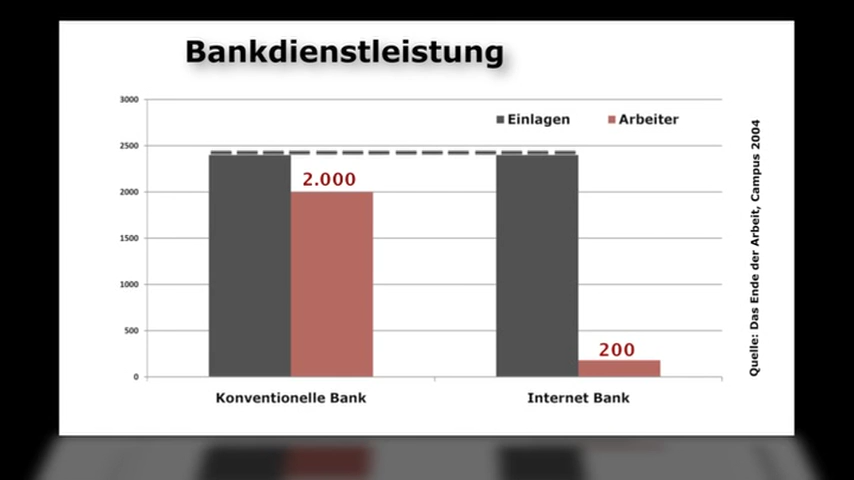 Bankdienstleistung
3000
Einlagen
Arbeiter
2500
2.000
2000
1500
1000
500
200
0
Konventionelle Bank
Internet Bank
Quelle: Das Ende der Arbeit, Campus 2004